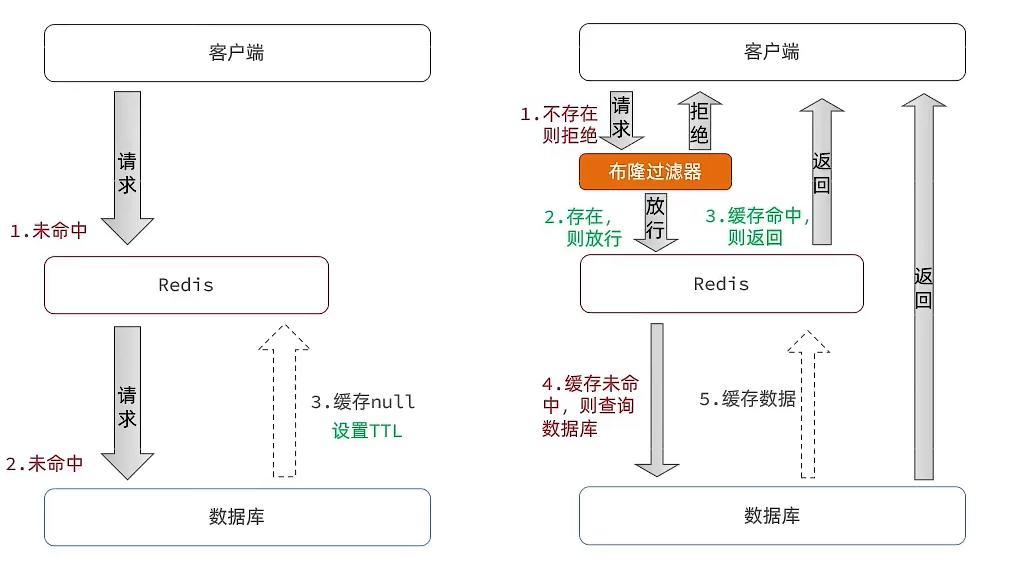 客户端
请
求
1.未命中
Redis
请
求
3.缓存null
设置TTL
2.未命中
数据库
客户端
1.不存在
则拒绝
请
求
拒
绝
布隆过滤器
2.存在，
则放行
放
行
3.缓存命中，
则返回
返
回
Redis
返
回
4.缓存未命
中，则查询
数据库
5.缓存数据
数据库